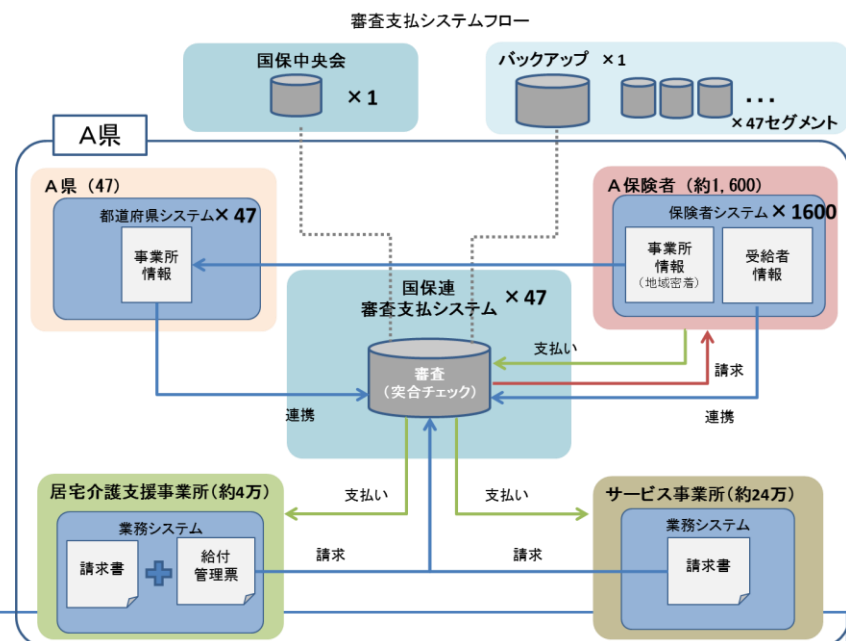 審査支払システムフロー
国保中央会
×1
バックアップ ×1
・・・
×47セグメント
A県
A県（47）
都道府県システム×47
事業所
情報
A保険者（約1,600）
保険者システム×1600
事業所
情報
（地域密着）
受給者
情報
国保連
審査支払システム
×47
審査
（突合チェック）
支払い
請求
連携
連携
居宅介護支援事業所（約4万）
業務システム
請求書
給付
管理票
支払い
支払い
請求
請求
サービス事業所（約24万）
業務システム
請求書